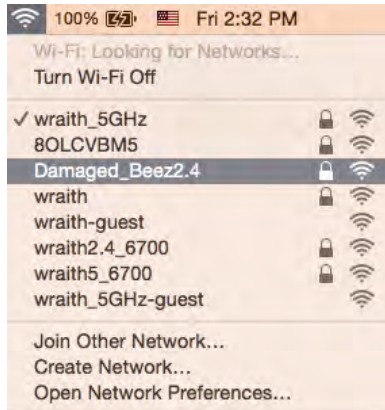 100% Fri 2:32 PM
Wi-Fi: Looking for Networks...
Turn Wi-Fi Off
✓ wraith_5GHz
8OLCVBM5
Damaged_Beez2.4
wraith
wraith-guest
wraith2.4_6700
wraith5_6700
wraith_5GHz-guest
Join Other Network...
Create Network...
Open Network Preferences...